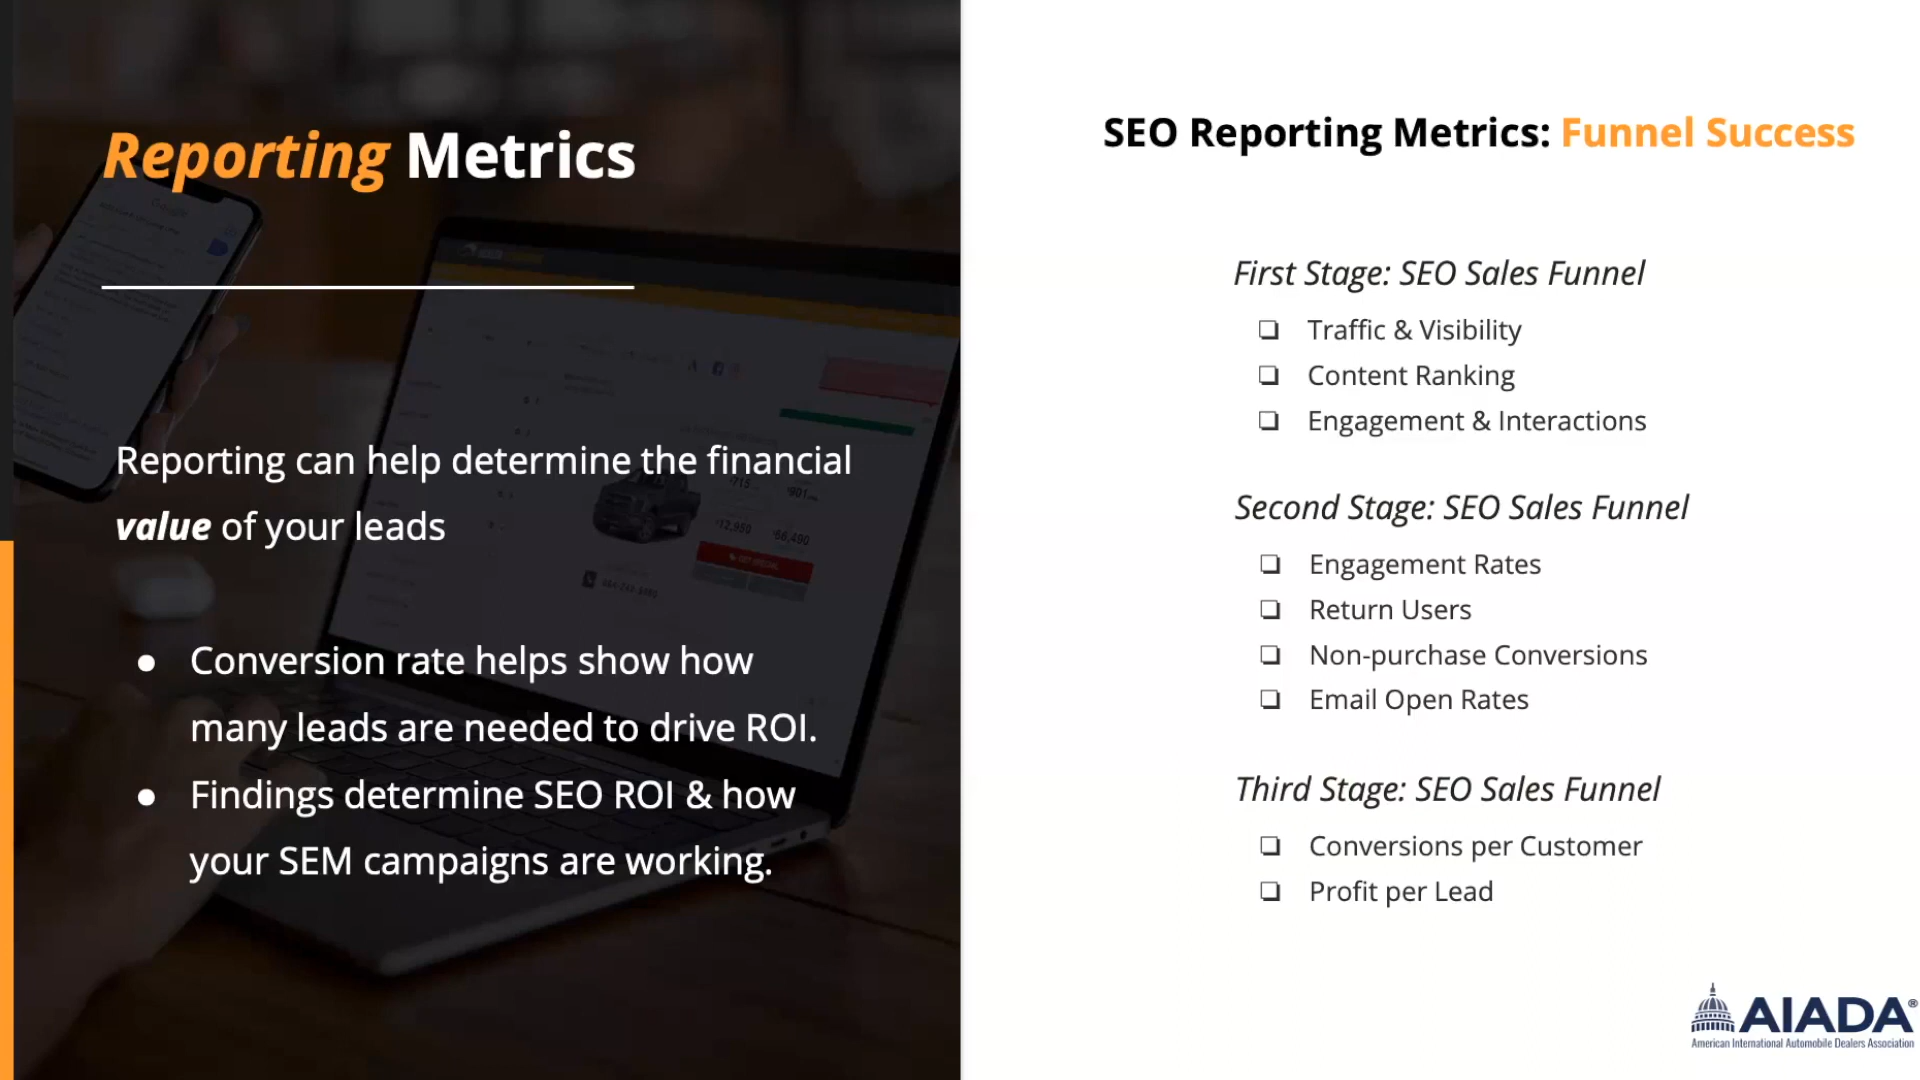 Reporting Metrics
Reporting can help determine the financial
value of your leads
● Conversion rate helps show how
many leads are needed to drive ROI.
● Findings determine SEO ROI & how
your SEM campaigns are working.
SEO Reporting Metrics: Funnel Success
First Stage: SEO Sales Funnel
❏ Traffic & Visibility
❏ Content Ranking
❏ Engagement & Interactions
Second Stage: SEO Sales Funnel
❏ Engagement Rates
❏ Return Users
❏ Non-purchase Conversions
❏ Email Open Rates
Third Stage: SEO Sales Funnel
❏ Conversions per Customer
❏ Profit per Lead
AIADA®
American International Automobile Dealers Association